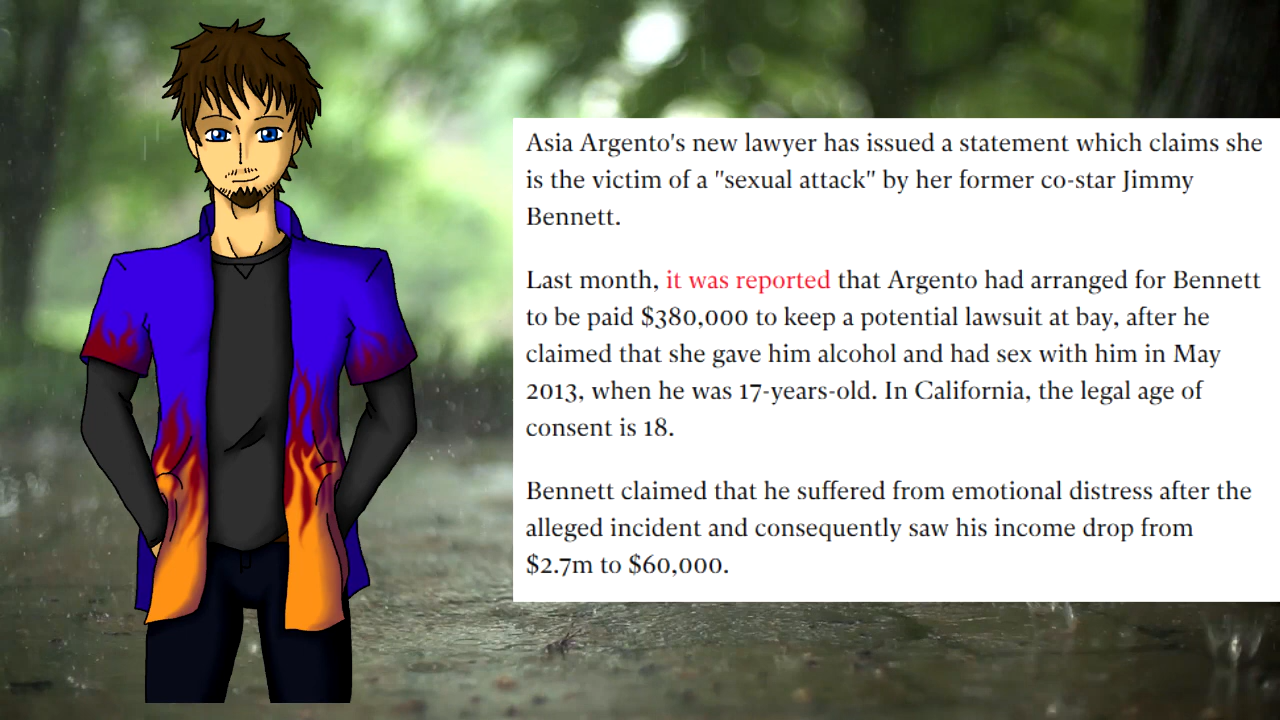 Asia Argento's new lawyer has issued a statement which claims she
is the victim of a "sexual attack" by her former co-star Jimmy
Bennett.
Last month, it was reported that Argento had arranged for Bennett
to be paid $380,000 to keep a potential lawsuit at bay, after he
claimed that she gave him alcohol and had sex with him in May
2013, when he was 17-years-old. In California, the legal age of
consent is 18.
Bennett claimed that he suffered from emotional distress after the
alleged incident and consequently saw his income drop from
$2.7m to $60,000.